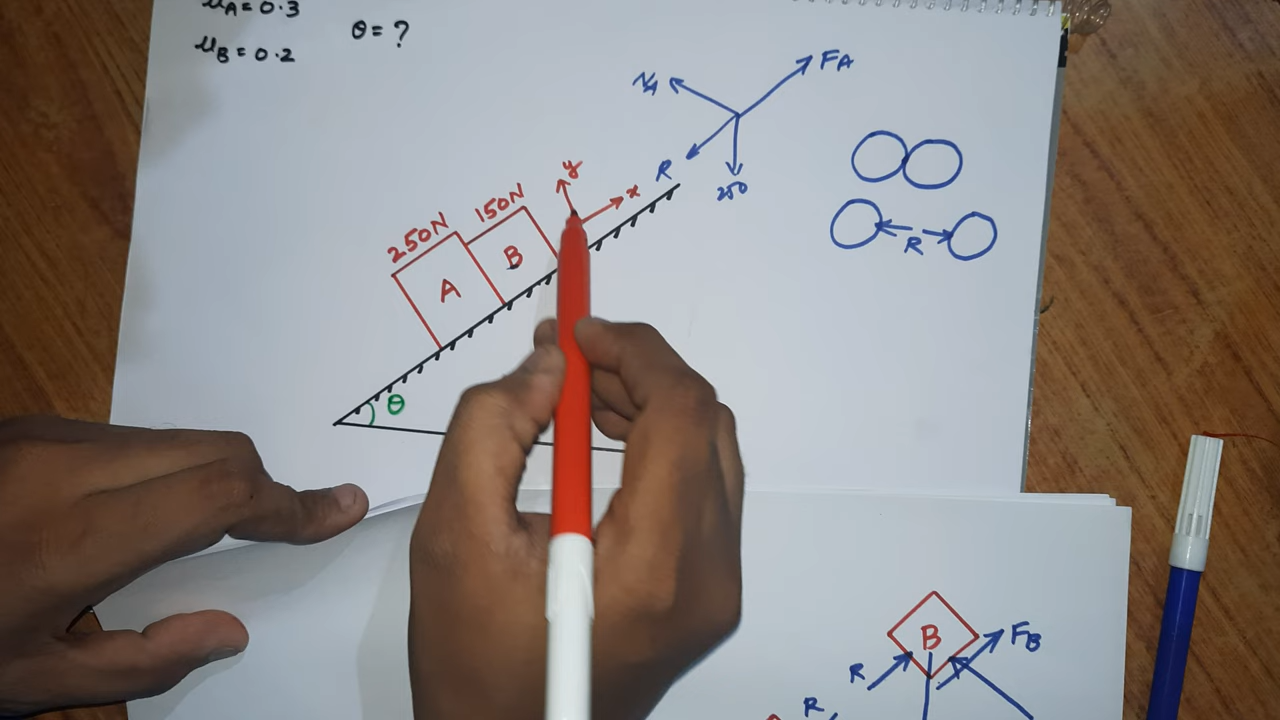 μA = 0.3
μB = 0.2
θ = ?
NA
FA
R
250
250N
150N
y
x
A
B
θ
R
B
FB
R
R